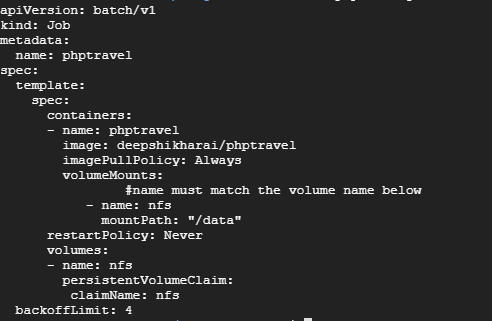 apiVersion: batch/v1
kind: Job
metadata:
  name: phptravel
spec:
  template:
    spec:
      containers:
      - name: phptravel
        image: deepshikharai/phptravel
        imagePullPolicy: Always
        volumeMounts:
                #name must match the volume name below
           - name: nfs
             mountPath: "/data"
      restartPolicy: Never
      volumes:
      - name: nfs
        persistentVolumeClaim:
         claimName: nfs
  backoffLimit: 4